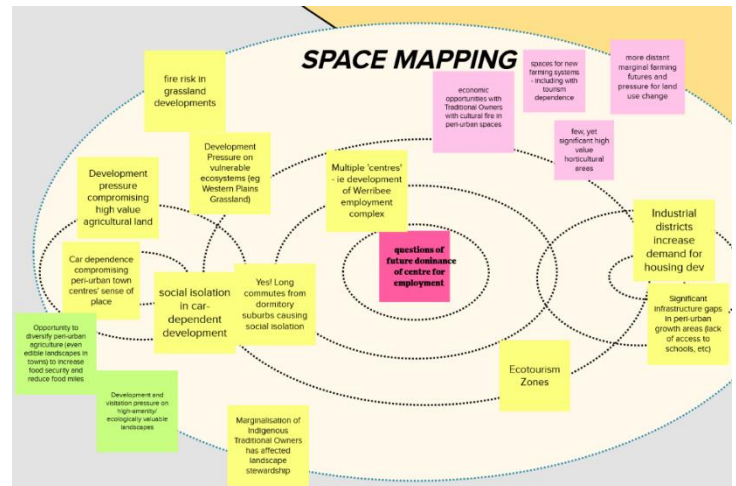 SPACE MAPPING
fire risk in
grassland
developments
Development
Pressure on
vulnerable
ecosystems (eg
Western Plains
Grassland)
Multiple 'centres'
- ie development
of Werribee
employment
complex
economic
opportunities with
Traditional Owners
with cultural fire in
peri-urban spaces
spaces for new
farming systems
- including with
tourism
dependence
more distant
marginal farming
futures and
pressure for land
use change
few, yet
significant high
value
horticultural
arees
Development
pressure
compromising
high value
agricultural land
Car dependence
compromising
peri-urban town
centres' sense of
place
social isolation
in car-
dependent
development
Yes! Long
commutes from
dormitory
suburbs causing
social isolation
questions of
future dominance
of centre for
employment
Industrial
districts
increase
demand for
housing dev
Significant
infrastructure gaps
in peri-urban
growth areas (lack
of access to
schools, etc)
Opportunity to
diversify peri-urban
agriculture (even
edible landscapes in
towns) to increase
food security and
reduce food miles
Development and
visitation pressure on
high-amenity/
ecologically valuable
landscapes
Marginalisation of
Indigenous
Traditional Owners
has affected
landscape
stewardship
Ecotourism
Zones